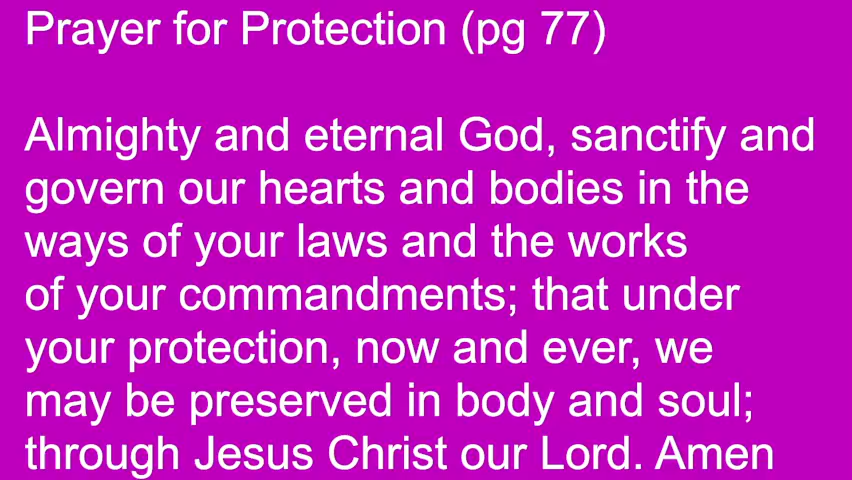 Prayer for Protection (pg 77)
Almighty and eternal God, sanctify and
govern our hearts and bodies in the
ways of your laws and the works
of your commandments; that under
your protection, now and ever, we
may be preserved in body and soul;
through Jesus Christ our Lord. Amen